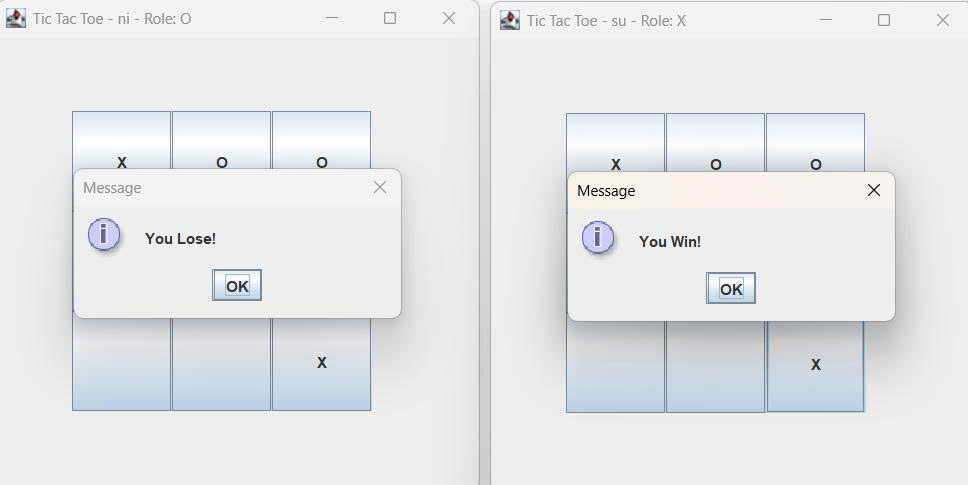 Tic Tac Toe - ni - Role: O
X O O
Message
You Lose!
OK
X
Tic Tac Toe - su - Role: X
X O O
Message
You Win!
OK
X